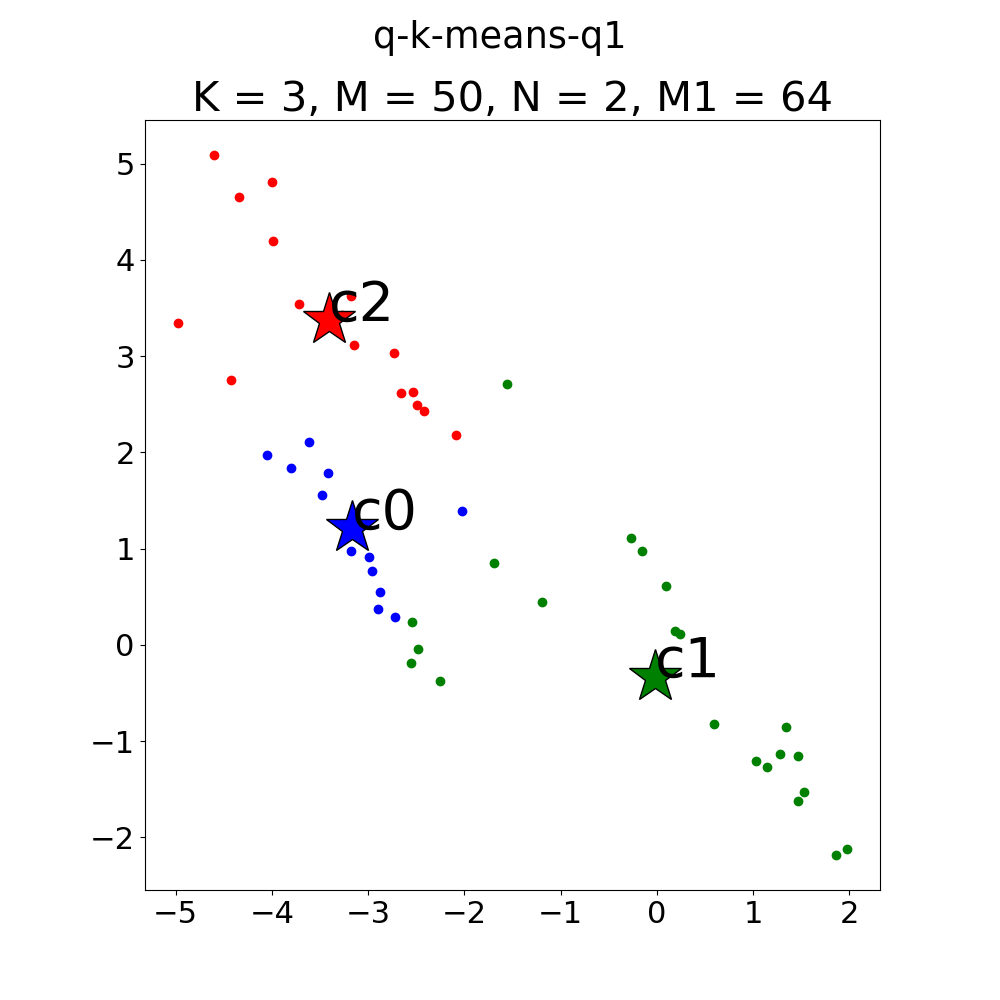 q-k-means-q1
K = 3, M = 50, N = 2, M1 = 64
5
4
3
2
1
0
−1
−2
c2
c0
c1
−5 −4 −3 −2 −1 0 1 2